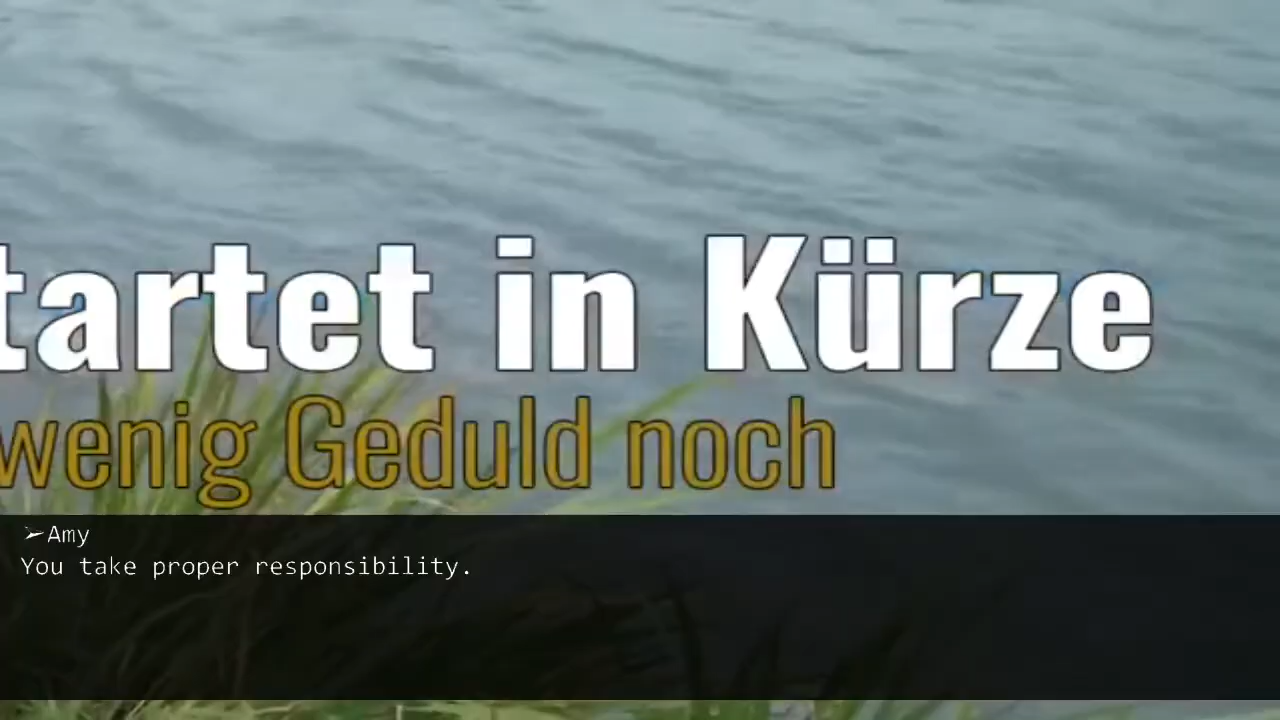 tartet in Kürze
wenig Geduld noch
➢Amy
You take proper responsibility.